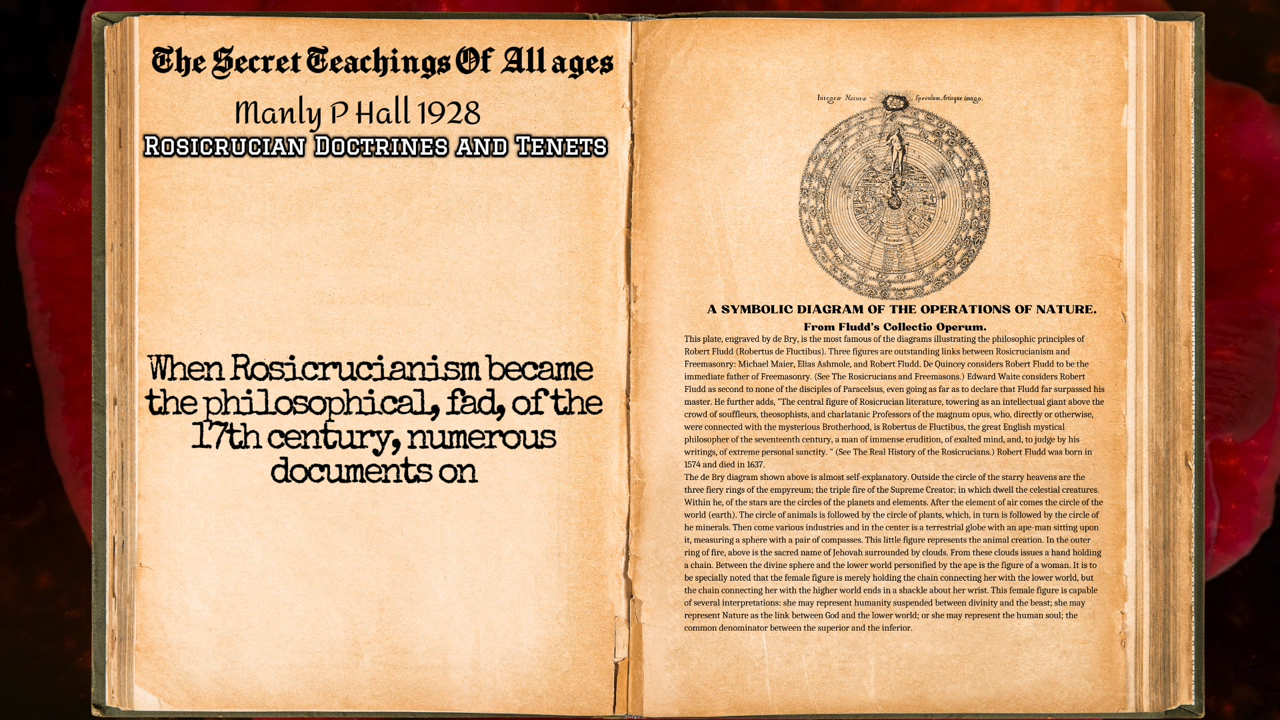 The Secret Teachings Of All ages
Manly P Hall 1928
Rosicrucian Doctrines and Tenets
When Rosicrucianism became
the philosophical, fad, of the
17th century, numerous
documents on
Integræ Naturæ Speculum Artisque imago.
A SYMBOLIC DIAGRAM OF THE OPERATIONS OF NATURE.
From Fludd's Collectio Operum.
This plate, engraved by de Bry, is the most famous of the diagrams illustrating the philosophic principles of
Robert Fludd (Robertus de Fluctibus). Three figures are outstanding links between Rosicrucianism and
Freemasonry: Michael Maier, Elias Ashmole, and Robert Fludd. De Quincey considers Robert Fludd to be the
immediate father of Freemasonry. (See The Rosicrucians and Freemasons.) Edward Waite considers Robert
Fludd as second to none of the disciples of Paracelsus, even going as far as to declare that Fludd far surpassed his
master. He further adds, "The central figure of Rosicrucian literature, towering as an intellectual giant above the
crowd of souffleurs, theosophists, and charlatanic Professors of the magnum opus, who, directly or otherwise,
were connected with the mysterious Brotherhood, is Robertus de Fluctibus, the great English mystical
philosopher of the seventeenth century, a man of immense erudition, of exalted mind, and, to judge by his
writings, of extreme personal sanctity. " (See The Real History of the Rosicrucians.) Robert Fludd was born in
1574 and died in 1637.
The de Bry diagram shown above is almost self-explanatory. Outside the circle of the starry heavens are the
three fiery rings of the empyreum; the triple fire of the Supreme Creator; in which dwell the celestial creatures.
Within he, of the stars are the circles of the planets and elements. After the element of air comes the circle of the
world (earth). The circle of animals is followed by the circle of plants, which, in turn is followed by the circle of
he minerals. Then come various industries and in the center is a terrestrial globe with an ape-man sitting upon
it, measuring a sphere with a pair of compasses. This little figure represents the animal creation. In the outer
ring of fire, above is the sacred name of Jehovah surrounded by clouds. From these clouds issues a hand holding
a chain. Between the divine sphere and the lower world personified by the ape is the figure of a woman. It is to
be specially noted that the female figure is merely holding the chain connecting her with the lower world, but
the chain connecting her with the higher world ends in a shackle about her wrist. This female figure is capable
of several interpretations: she may represent humanity suspended between divinity and the beast; she may
represent Nature as the link between God and the lower world; or she may represent the human soul; the
common denominator between the superior and the inferior.